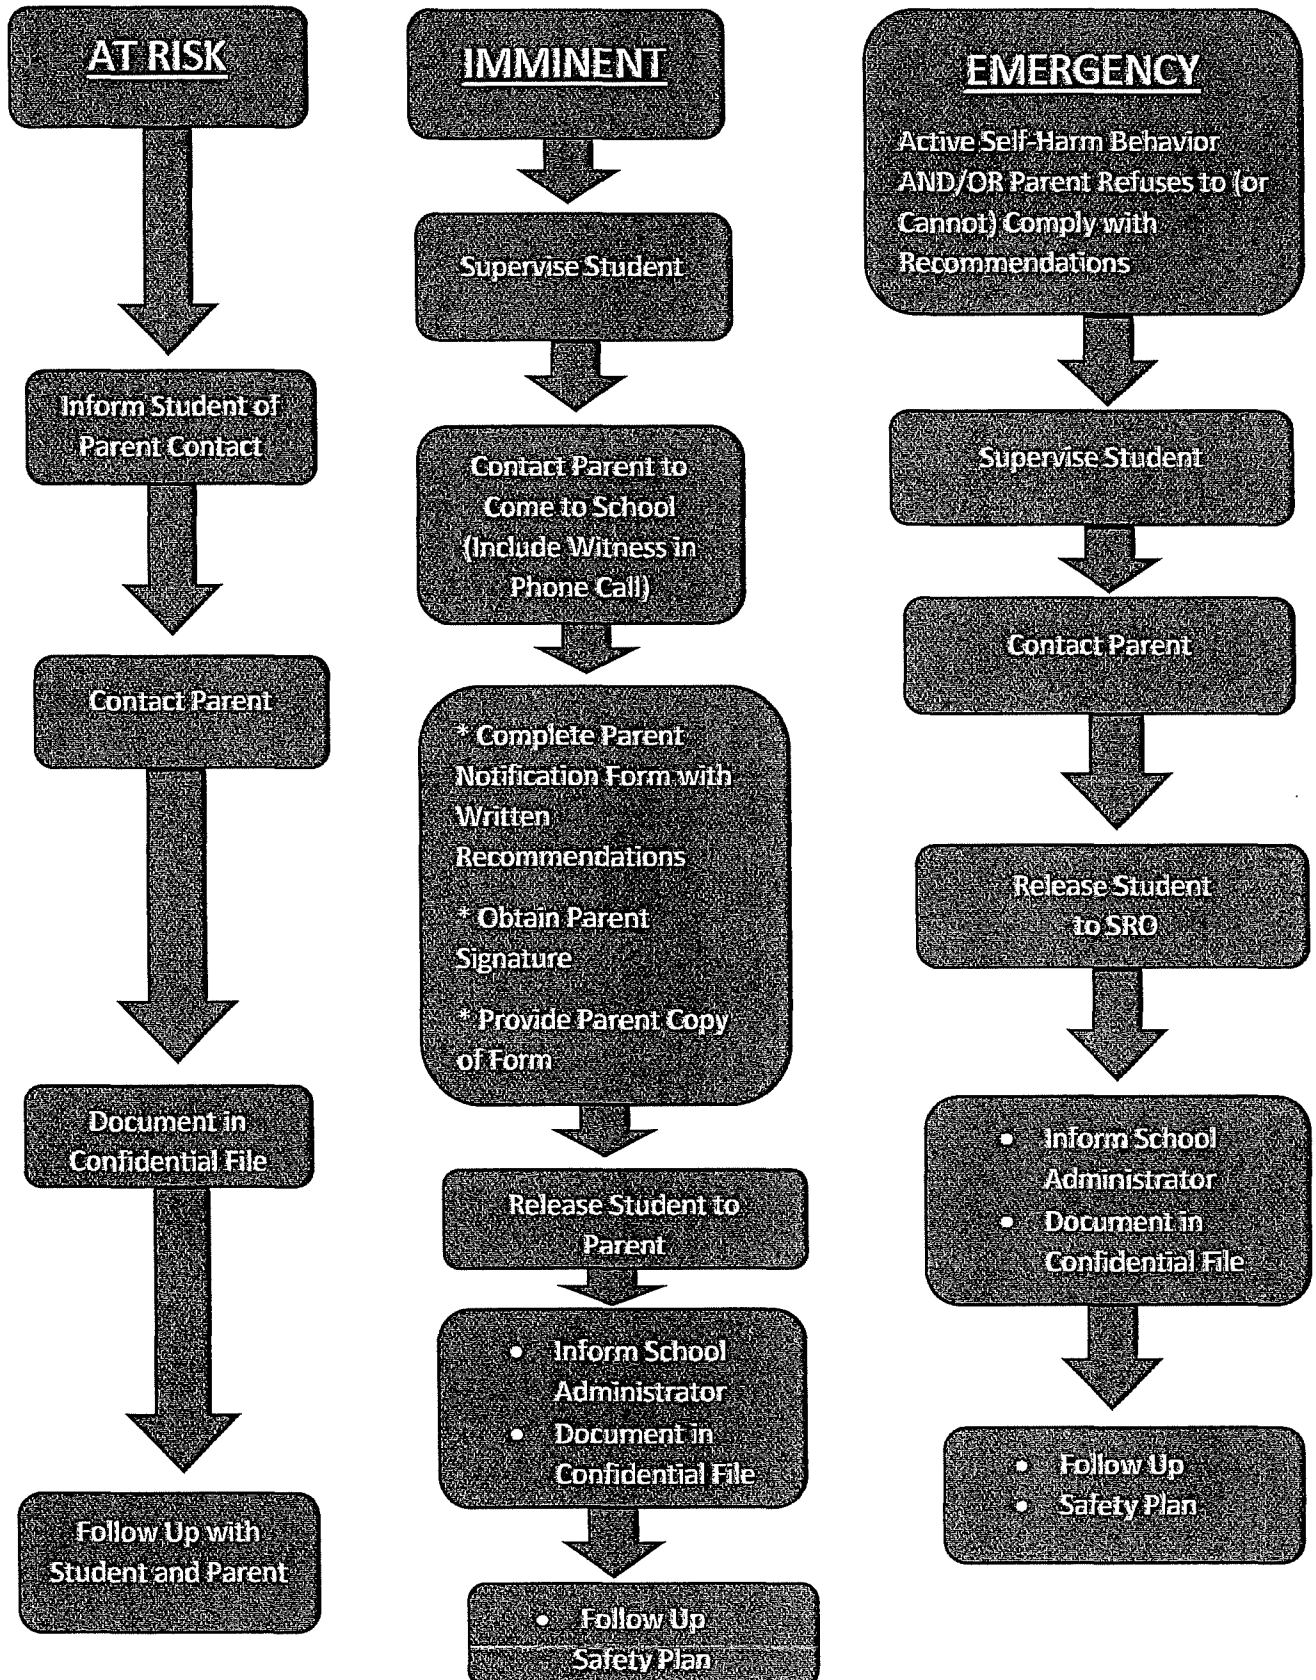 AT RISK
Inform Student of
Parent Contact
Contact Parent
Document in
Confidential File
Follow Up with
Student and Parent
IMMINENT
Supervise Student
Contact Parent to
Come to School
(Include Witness in
Phone Call)
* Complete Parent
Notification Form with
Written
Recommendations
* Obtain Parent
Signature
* Provide Parent Copy
of Form
Release Student to
Parent
• Inform School
Administrator
• Document in
Confidential File
• Follow Up
Safety Plan
EMERGENCY
Active Self-Harm Behavior
AND/OR Parent Refuses to (or
Cannot) Comply with
Recommendations
Supervise Student
Contact Parent
Release Student
to SRO
• Inform School
Administrator
• Document in
Confidential File
• Follow Up
• Safety Plan